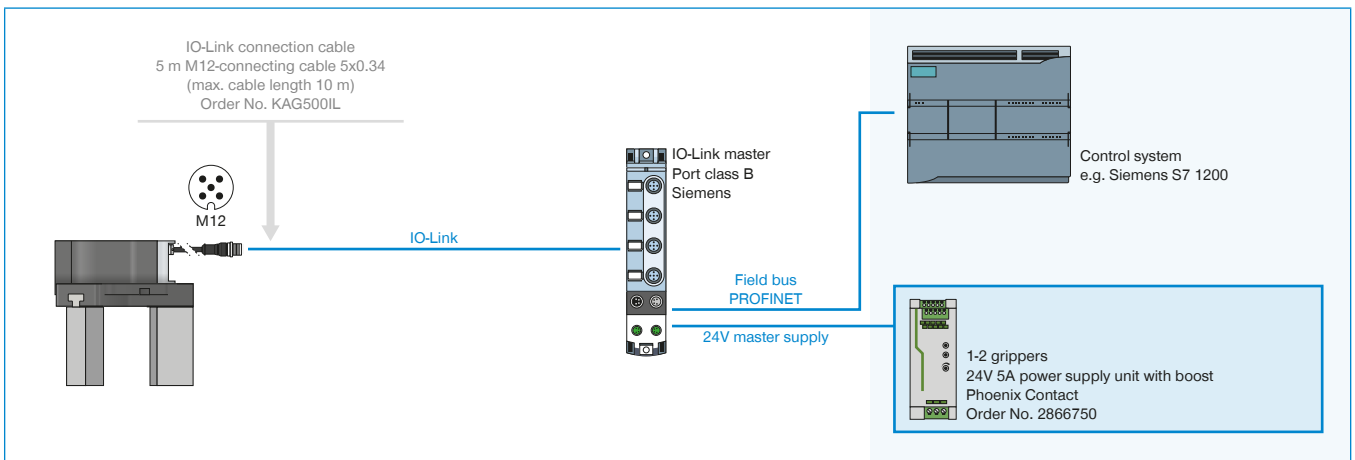 IO-Link connection cable
5 m M12-connecting cable 5x0.34
(max. cable length 10 m)
Order No. KAG500IL
M12
IO-Link
IO-Link master
Port class B
Siemens
Field bus
PROFINET
24V master supply
Control system
e.g. Siemens S7 1200
1-2 grippers
24V 5A power supply unit with boost
Phoenix Contact
Order No. 2866750